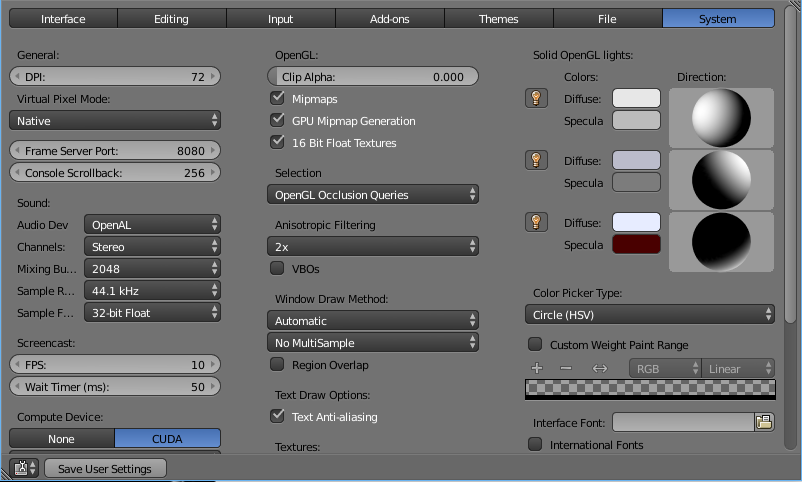 Interface Editing Input Add-ons Themes File System
General:
DPI: 72
Virtual Pixel Mode:
Native
Frame Server Port: 8080
Console Scrollback: 256
Sound:
Audio Dev OpenAL
Channels: Stereo
Mixing Bu... 2048
Sample R... 44.1 kHz
Sample F... 32-bit Float
Screencast:
FPS: 10
Wait Timer (ms): 50
Compute Device:
None CUDA
OpenGL:
Clip Alpha: 0.000
Mipmaps
GPU Mipmap Generation
16 Bit Float Textures
Selection
OpenGL Occlusion Queries
Anisotropic Filtering
2x
VBOs
Window Draw Method:
Automatic
No MultiSample
Region Overlap
Text Draw Options:
Text Anti-aliasing
Textures:
Solid OpenGL lights:
Colors: Direction:
Diffuse:
Specula
Diffuse:
Specula
Diffuse:
Specula
Color Picker Type:
Circle (HSV)
Custom Weight Paint Range
RGB Linear
Interface Font:
International Fonts
Save User Settings